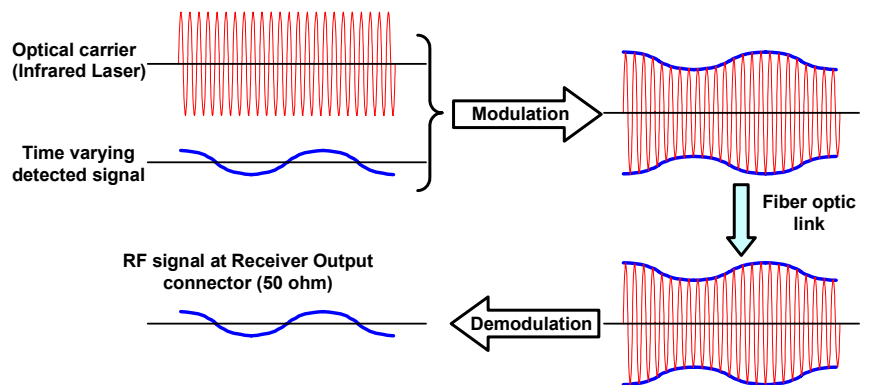 Optical carrier
(Infrared Laser)
Modulation
Time varying
detected signal
Fiber optic
link
RF signal at Receiver Output
connector (50 ohm)
Demodulation